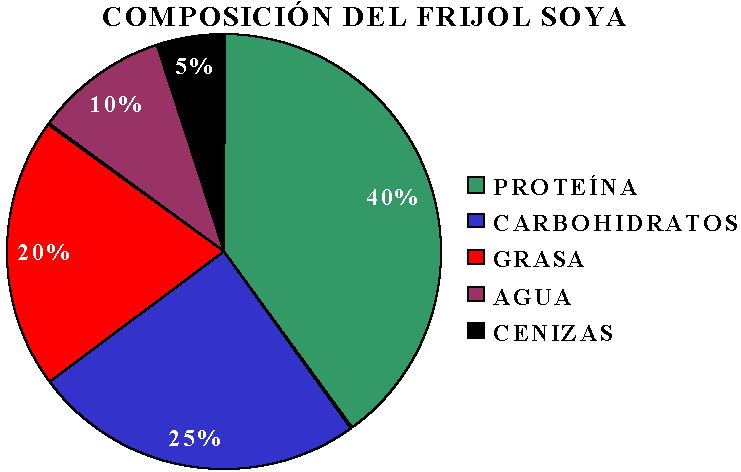 COMPOSICIÓN DEL FRIJOL SOYA
5%
10%
40%
20%
25%
PROTEÍNA
CARBOHIDRATOS
GRASA
AGUA
CENIZAS